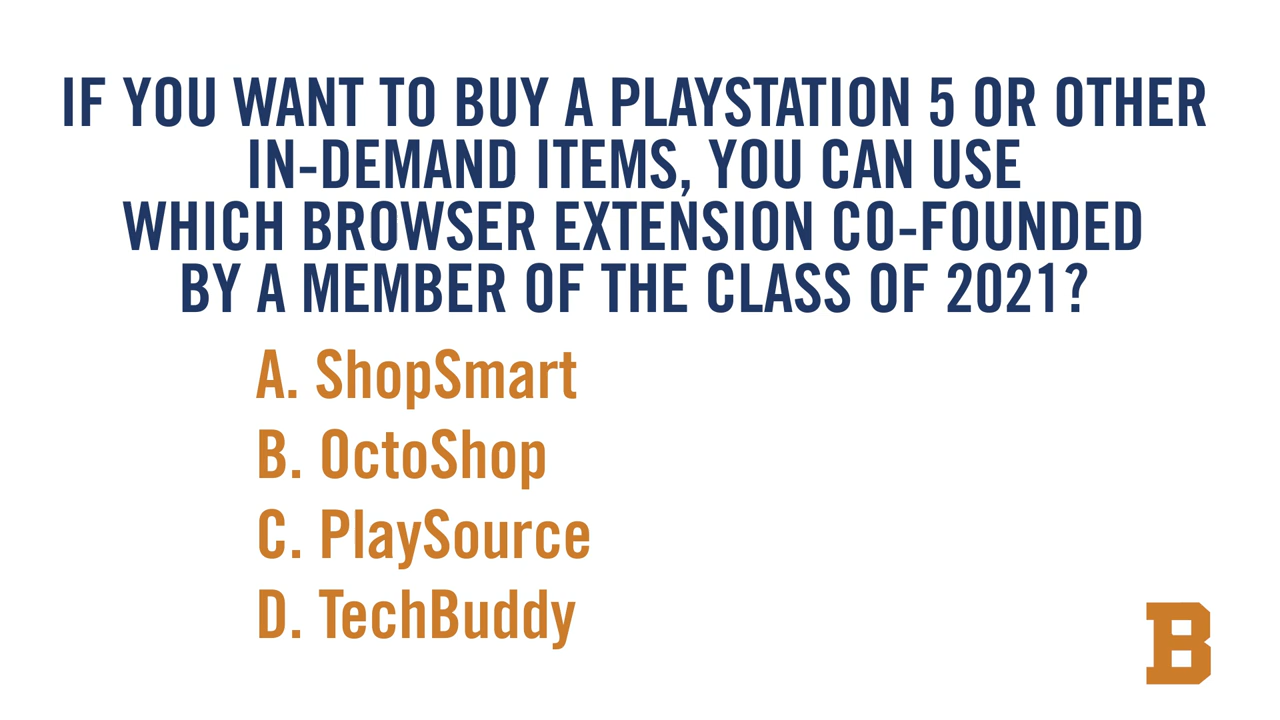 IF YOU WANT TO BUY A PLAYSTATION 5 OR OTHER
IN-DEMAND ITEMS, YOU CAN USE
WHICH BROWSER EXTENSION CO-FOUNDED
BY A MEMBER OF THE CLASS OF 2021?
A. ShopSmart
B. OctoShop
C. PlaySource
D. TechBuddy
B